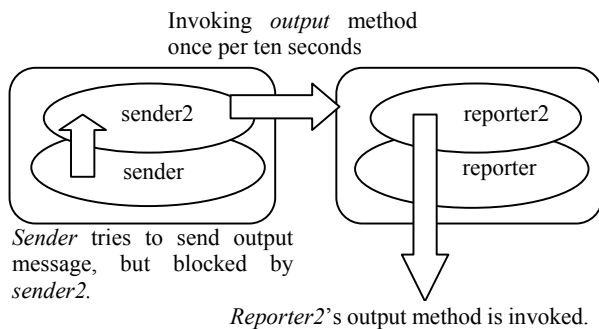 Invoking output method
once per ten seconds
sender2
sender
reporter2
reporter
Sender tries to send output
message, but blocked by
sender2.
Reporter2's output method is invoked.